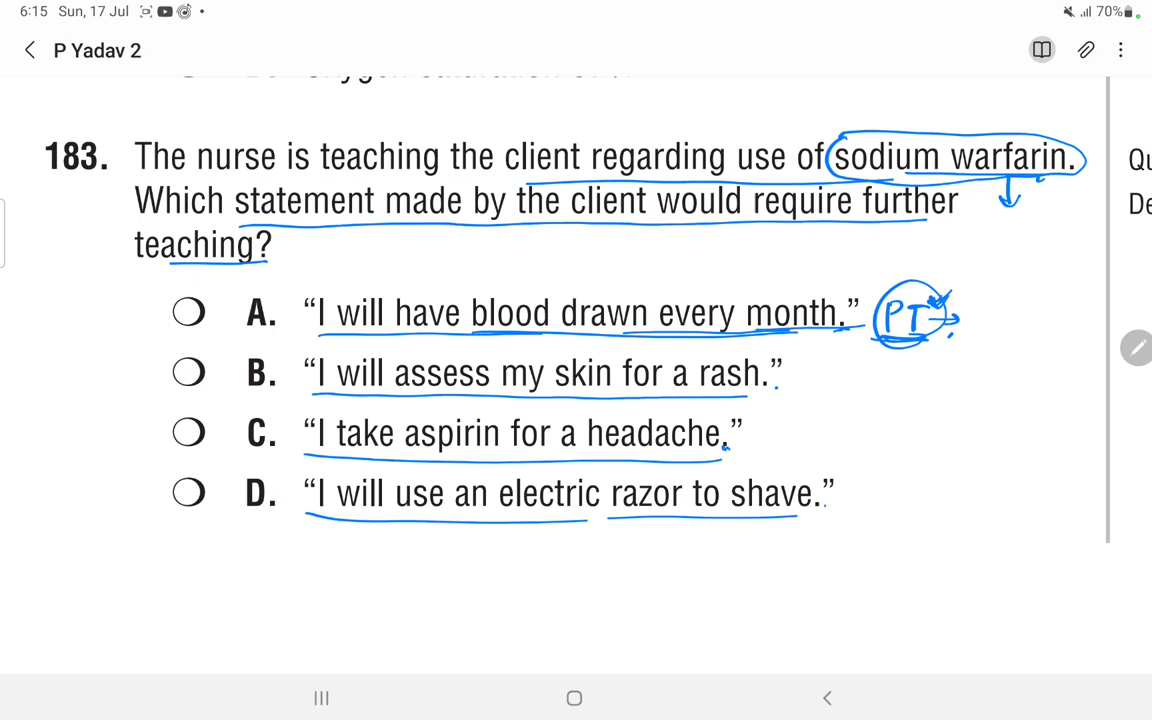 6:15 Sun, 17 Jul
70%
P Yadav 2
183. The nurse is teaching the client regarding use of sodium warfarin.
Which statement made by the client would require further
teaching?
A. “I will have blood drawn every month.” PT
B. “I will assess my skin for a rash.”
C. “I take aspirin for a headache.”
D. “I will use an electric razor to shave.”